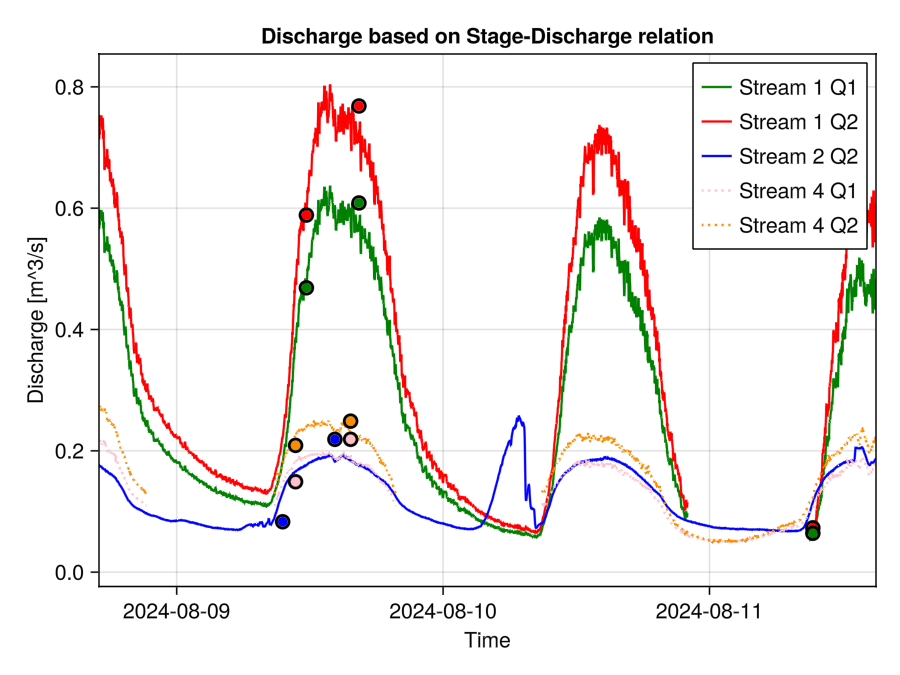 Discharge based on Stage-Discharge relation
Discharge [m^3/s]
0.8
0.6
0.4
0.2
0.0
Stream 1 Q1
Stream 1 Q2
Stream 2 Q2
Stream 4 Q1
Stream 4 Q2
2024-08-09
2024-08-10
2024-08-11
Time